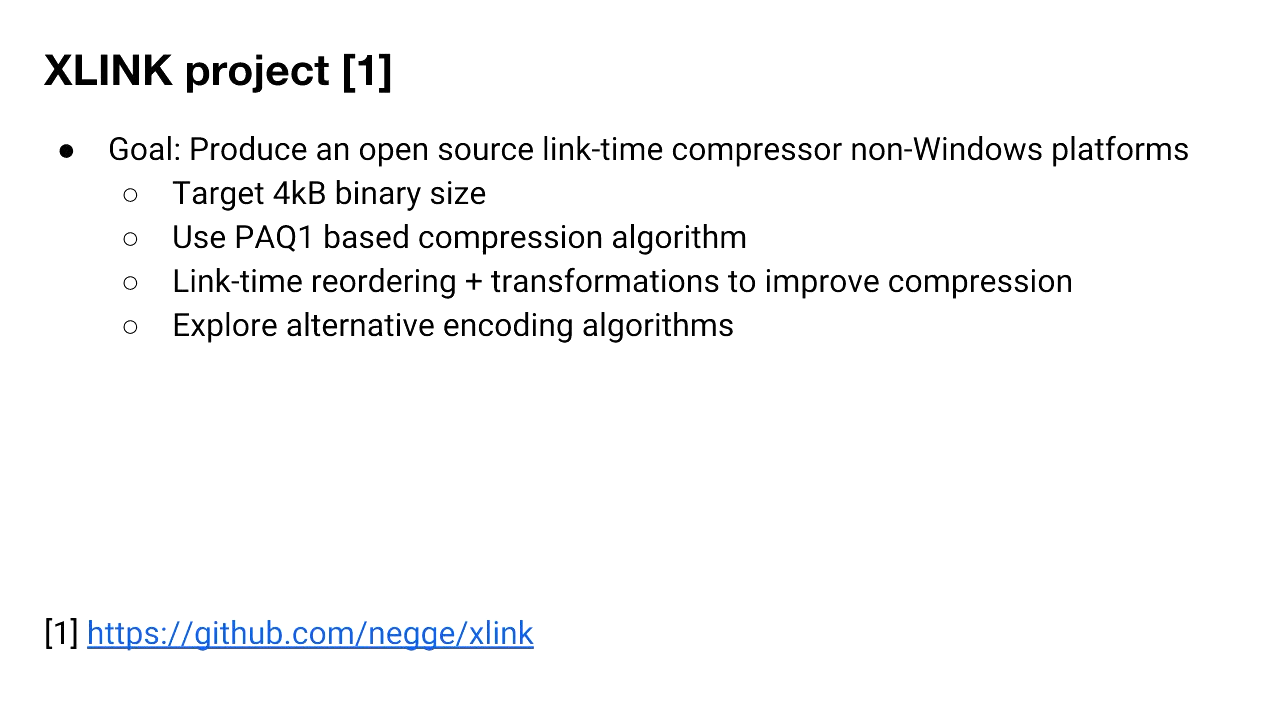 XLINK project [1]
● Goal: Produce an open source link-time compressor non-Windows platforms
○ Target 4kB binary size
○ Use PAQ1 based compression algorithm
○ Link-time reordering + transformations to improve compression
○ Explore alternative encoding algorithms
[1] https://github.com/negge/xlink